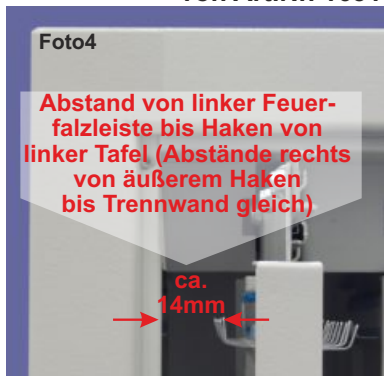 Foto4
Abstand von linker Feuer-
falzleiste bis Haken von
linker Tafel (Abstände rechts
von äußerem Haken
bis Trennwand gleich)
ca.
14mm